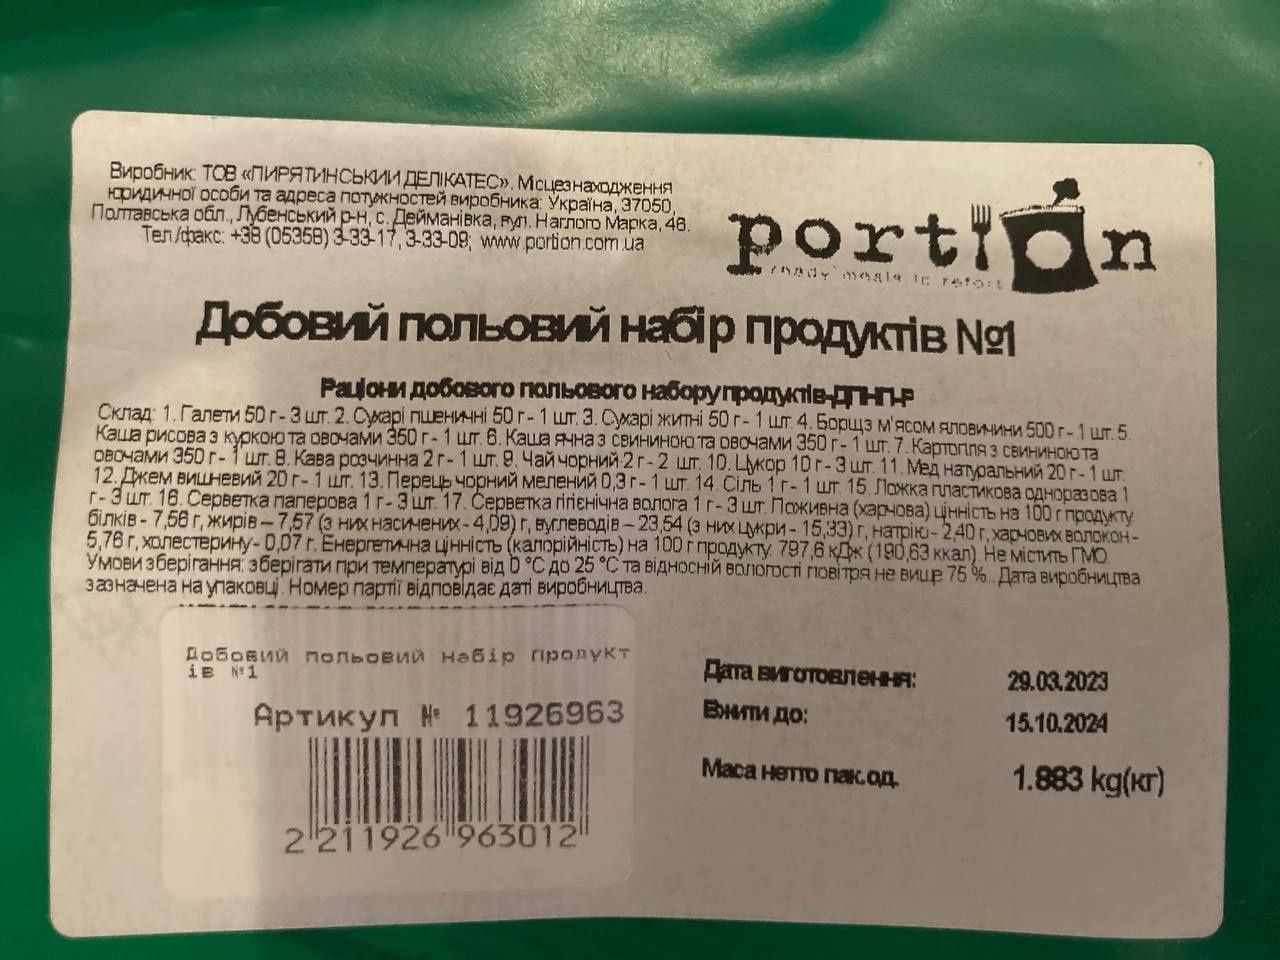 Виробник: ТОВ «ПИРЯТИНСЬКИЙ ДЕЛІКАТЕС». Місцезнаходження
юридичної особи та адреса потужностей виробника: Україна, 37050,
Полтавська обл., Лубенський р-н, с. Дейманівка, вул. Наглого Марка, 46.
Тел./факс: +38 (05358) 3-33-17, 3-33-09; www.portion.com.ua
portion
ready meals in retort
Добовий польовий набір продуктів №1
Раціони добового польового набору продуктів-ДПНП-Р
Склад: 1. Галети 50 г - 3 шт. 2. Сухарі пшеничні 50 г - 1 шт. 3. Сухарі житні 50 г - 1 шт. 4. Борщ з м'ясом яловичини 500 г - 1 шт. 5.
Каша рисова з куркою та овочами 350 г - 1 шт. 6. Каша ячна з свининою та овочами 350 г - 1 шт. 7. Картопля з свининою та
овочами 350 г - 1 шт. 8. Кава розчинна 2 г - 1 шт. 9. Чай чорний 2 г - 2 шт. 10. Цукор 10 г - 3 шт. 11. Мед натуральний 20 г - 1 шт.
12. Джем вишневий 20 г - 1 шт. 13. Перець чорний мелений 0,3 г - 1 шт. 14. Сіль 1 г - 1 шт. 15. Ложка пластикова одноразова 1
г - 3 шт. 16. Серветка паперова 1 г - 3 шт. 17. Серветка гігієнічна волога 1 г - 3 шт. Поживна (харчова) цінність на 100 г продукту:
білків - 7,56 г, жирів – 7,57 (з них насичених - 4,09) г, вуглеводів – 23,54 (з них цукри - 15,33) г, натрію - 2,40 г, харчових волокон -
5,76 г, холестерину - 0,07 г. Енергетична цінність (калорійність) на 100 г продукту: 797,6 кДж (190,63 ккал). Не містить ГМО.
Умови зберігання: зберігати при температурі від 0 °С до 25 °С та відносній вологості повітря не вище 75 %. Дата виробництва
зазначена на упаковці. Номер партії відповідає даті виробництва.
Добовий польовий набір продукт
ів №1
Артикул № 11926963
2 211926 963012
Дата виготовлення: 29.03.2023
Вжити до: 15.10.2024
Маса нетто пак.од. 1.883 kg(кг)